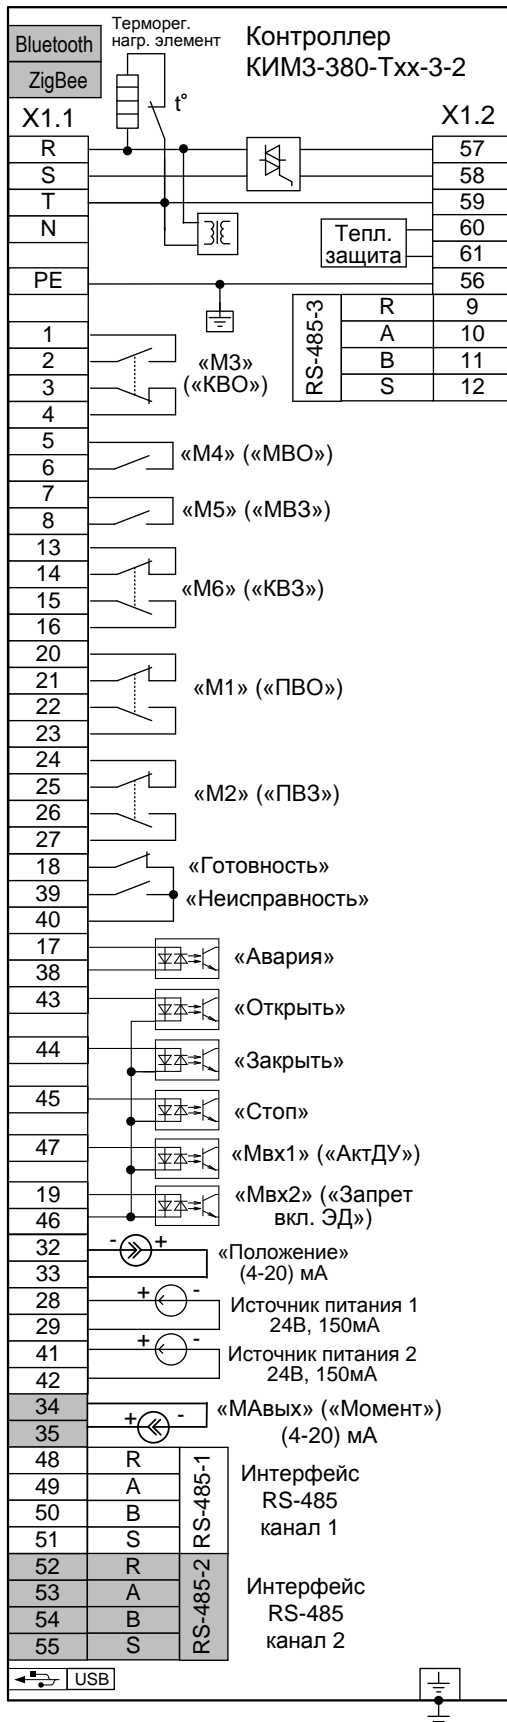 Bluetooth
ZigBee
Терморег.
нагр. элемент
t°
Контроллер
КИМ3-380-Тхх-3-2
X1.1
X1.2
R
S
T
N
PE
57
58
59
60
61
56
Тепл.
защита
RS-485-3
R 9
A 10
B 11
S 12
1
2
3
4
«М3»
(«КВО»)
5
6
«М4» («МВО»)
7
8
«М5» («МВЗ»)
13
14
15
16
«М6» («КВЗ»)
20
21
22
23
«М1» («ПВО»)
24
25
26
27
«М2» («ПВЗ»)
18
39
40
«Готовность»
«Неисправность»
17
38
«Авария»
43
«Открыть»
44
«Закрыть»
45
«Стоп»
47
«Мвх1» («АктДУ»)
19
46
«Мвх2» («Запрет
вкл. ЭД»)
32
33
- +
«Положение»
(4-20) мА
28
29
+ -
Источник питания 1
24В, 150мА
41
42
+ -
Источник питания 2
24В, 150мА
34
35
+ -
«МАвых» («Момент»)
(4-20) мА
48 R
49 A
50 B
51 S
RS-485-1
Интерфейс
RS-485
канал 1
52 R
53 A
54 B
55 S
RS-485-2
Интерфейс
RS-485
канал 2
USB